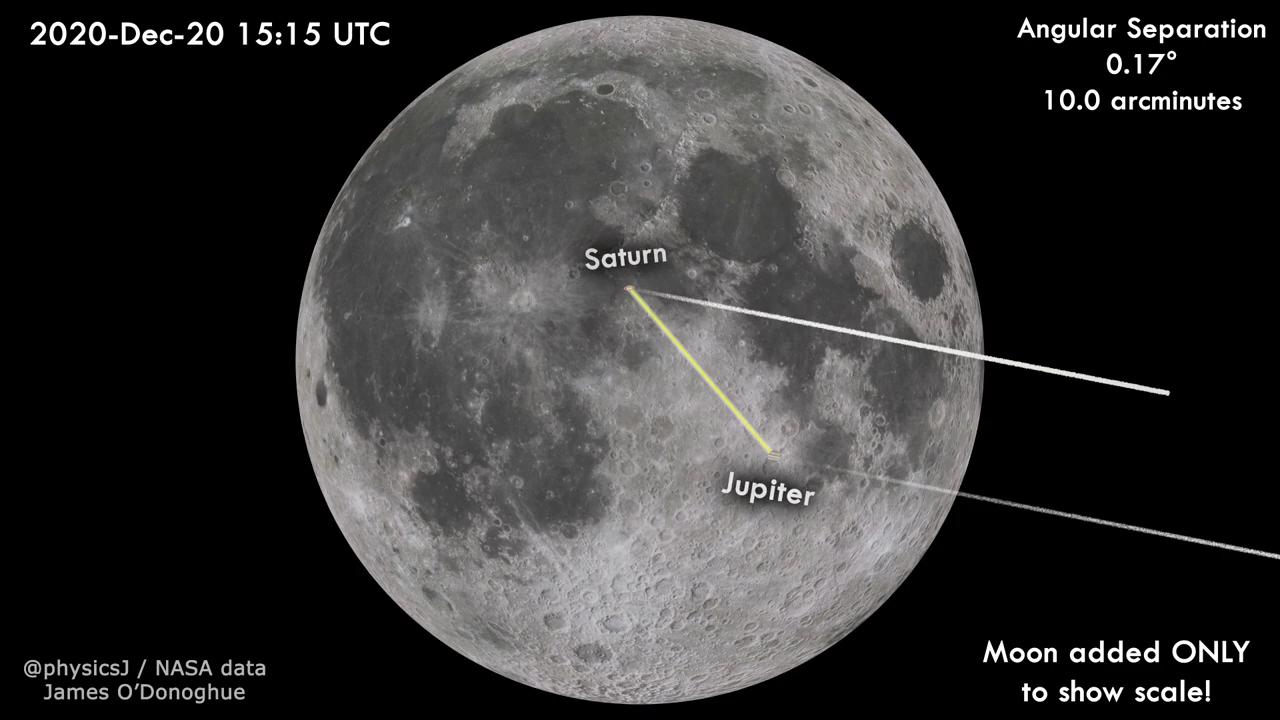 2020-Dec-20 15:15 UTC
Angular Separation
0.17°
10.0 arcminutes
Saturn
Jupiter
@physicsJ / NASA data
James O'Donoghue
Moon added ONLY
to show scale!